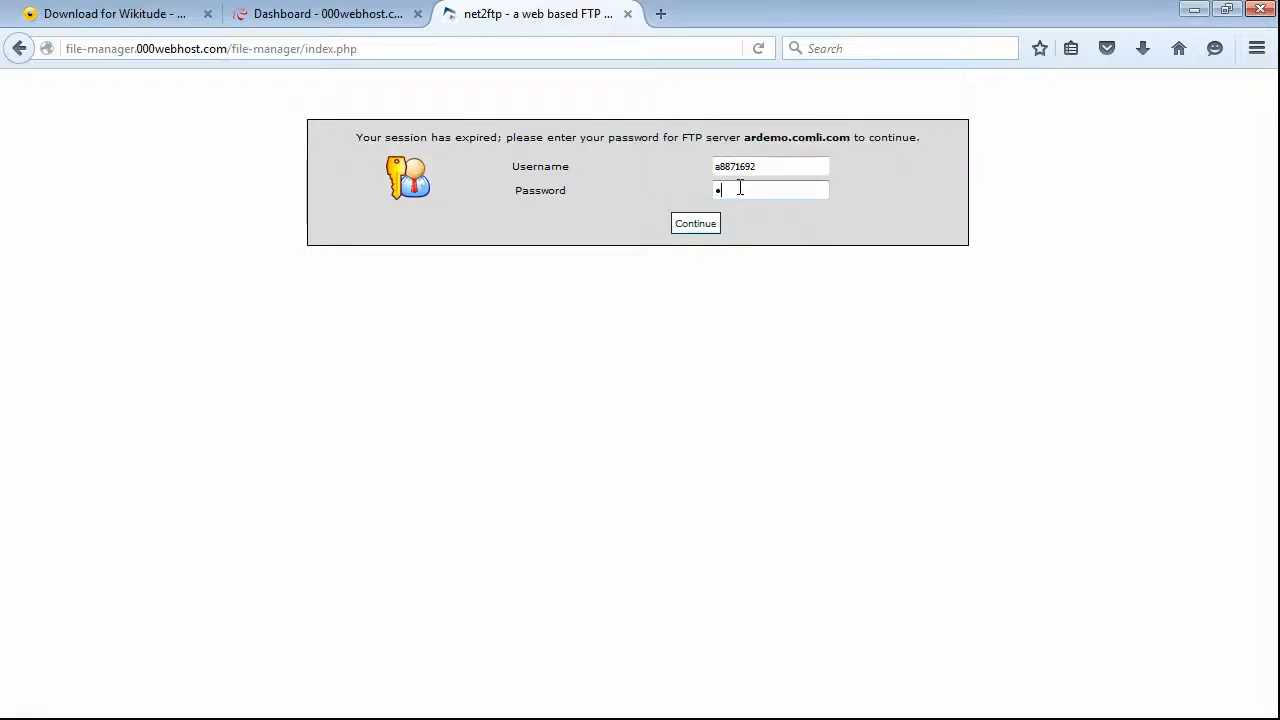 Download for Wikitude - ...
Dashboard - 000webhost.c...
net2ftp - a web based FTP ...
file-manager.000webhost.com/file-manager/index.php
Search
Your session has expired; please enter your password for FTP server ardemo.comli.com to continue.
Username
a8871692
Password
Continue